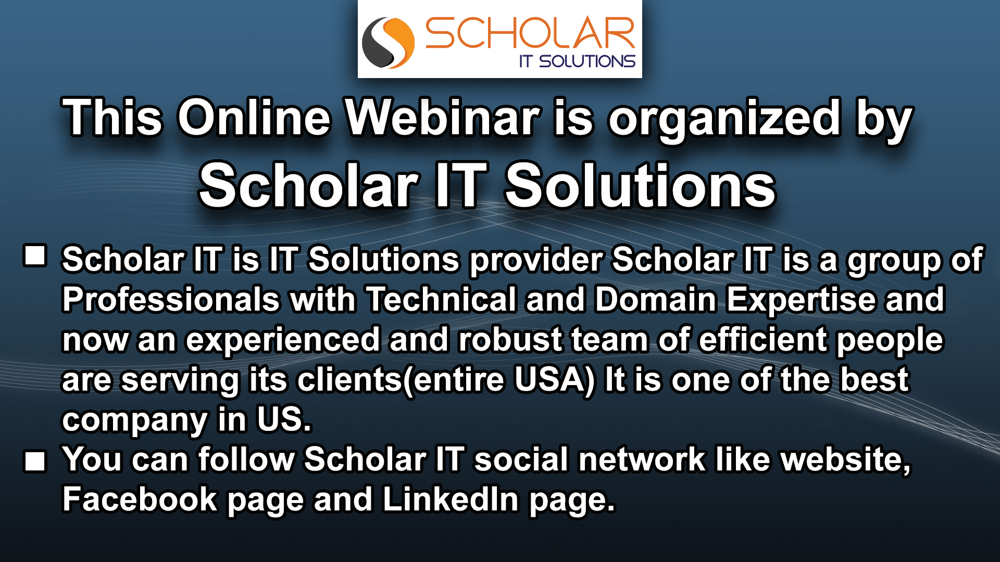 SCHOLAR
IT SOLUTIONS
This Online Webinar is organized by
Scholar IT Solutions
Scholar IT is IT Solutions provider Scholar IT is a group of
Professionals with Technical and Domain Expertise and
now an experienced and robust team of efficient people
are serving its clients(entire USA) It is one of the best
company in US.
You can follow Scholar IT social network like website,
Facebook page and LinkedIn page.